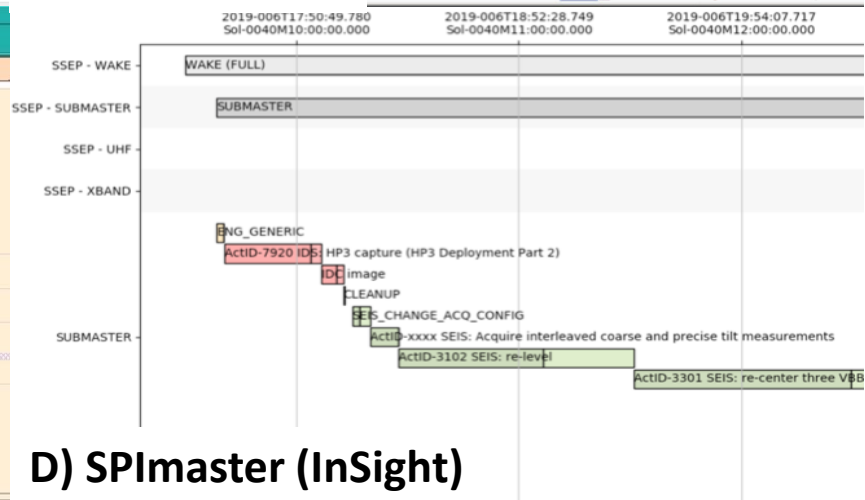 2019-006T17:50:49.780 2019-006T18:52:28.749 2019-006T19:54:07.717
Sol-0040M10:00:00.000 Sol-0040M11:00:00.000 Sol-0040M12:00:00.000
SSEP - WAKE WAKE (FULL)
SSEP - SUBMASTER SUBMASTER
SSEP - UHF
SSEP - XBAND
ENG_GENERIC
ActID-7920 IDS: HP3 capture (HP3 Deployment Part 2)
IDC image
CLEANUP
SEIS_CHANGE_ACQ_CONFIG
SUBMASTER ActID-xxxx SEIS: Acquire interleaved coarse and precise tilt measurements
ActID-3102 SEIS: re-level
ActID-3301 SEIS: re-center three VBB
D) SPImaster (InSight)